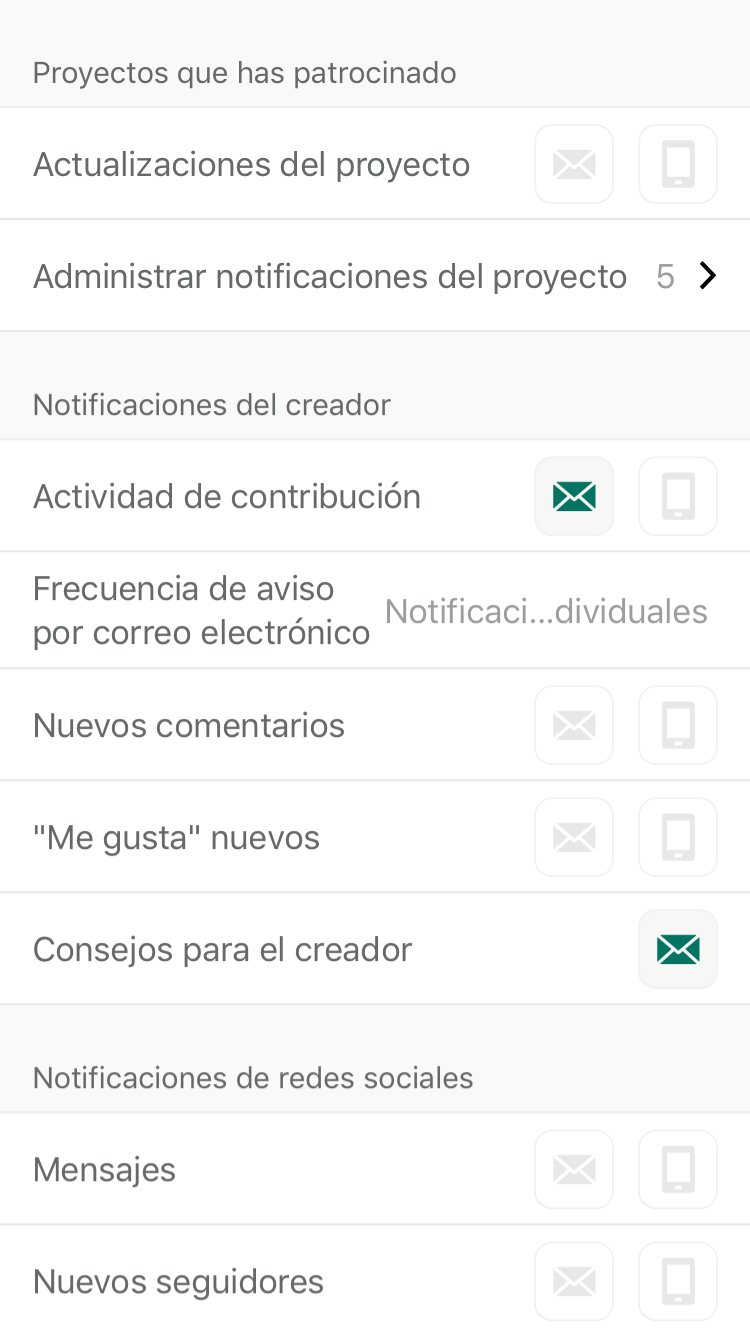 Proyectos que has patrocinado
Actualizaciones del proyecto
Administrar notificaciones del proyecto 5
Notificaciones del creador
Actividad de contribución
Frecuencia de aviso
por correo electrónico
Notificaci...dividuales
Nuevos comentarios
"Me gusta" nuevos
Consejos para el creador
Notificaciones de redes sociales
Mensajes
Nuevos seguidores